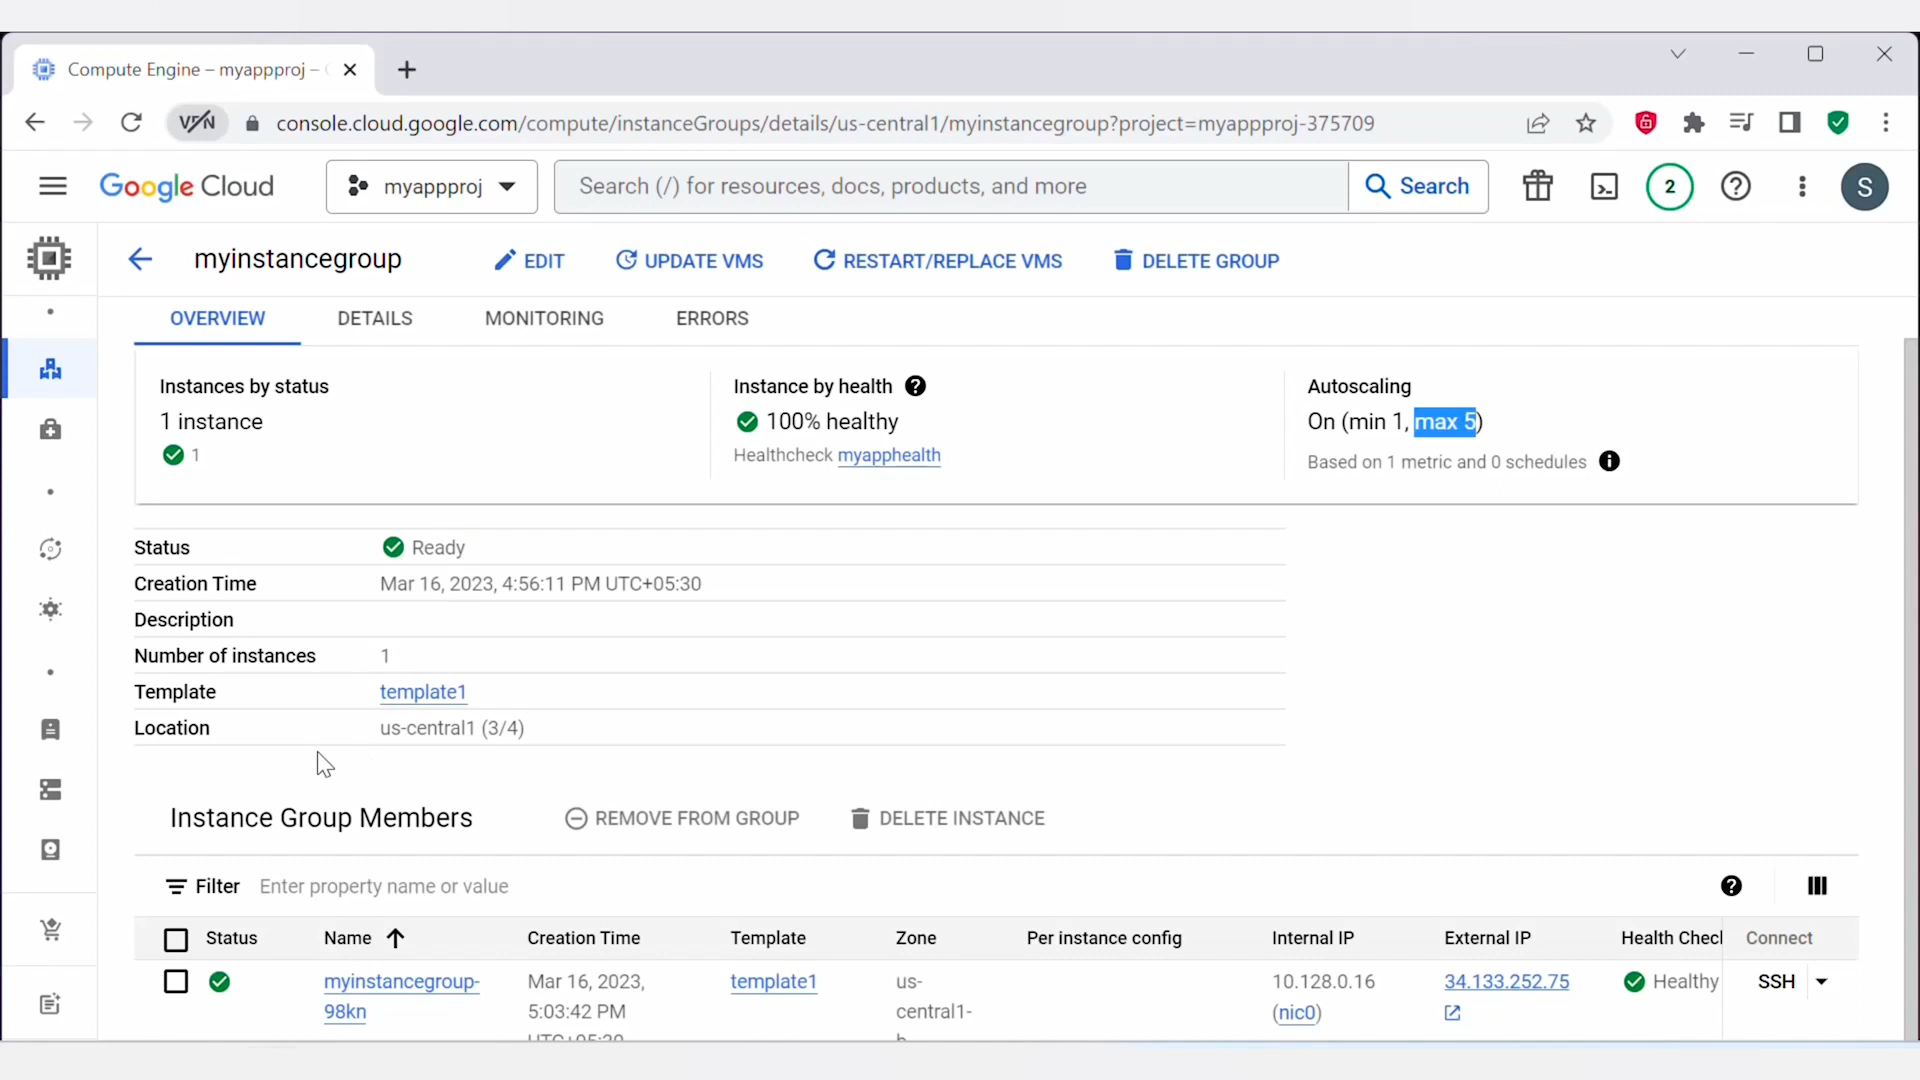 Compute Engine – myappproj –
VPN
console.cloud.google.com/compute/instanceGroups/details/us-central1/myinstancegroup?project=myappproj-375709
Google Cloud
myappproj
Search (/) for resources, docs, products, and more
Search
2
S
myinstancegroup
EDIT
UPDATE VMS
RESTART/REPLACE VMS
DELETE GROUP
OVERVIEW
DETAILS
MONITORING
ERRORS
Instances by status
1 instance
1
Instance by health
100% healthy
Healthcheck myapphealth
Autoscaling
On (min 1, max 5)
Based on 1 metric and 0 schedules
Status Ready
Creation Time Mar 16, 2023, 4:56:11 PM UTC+05:30
Description
Number of instances 1
Template template1
Location us-central1 (3/4)
Instance Group Members
REMOVE FROM GROUP
DELETE INSTANCE
Filter Enter property name or value
Status Name Creation Time Template Zone Per instance config Internal IP External IP Health Check Connect
myinstancegroup- Mar 16, 2023, template1 us- 10.128.0.16 34.133.252.75 Healthy SSH
98kn 5:03:42 PM central1- (nic0)
UTC+05:30 b